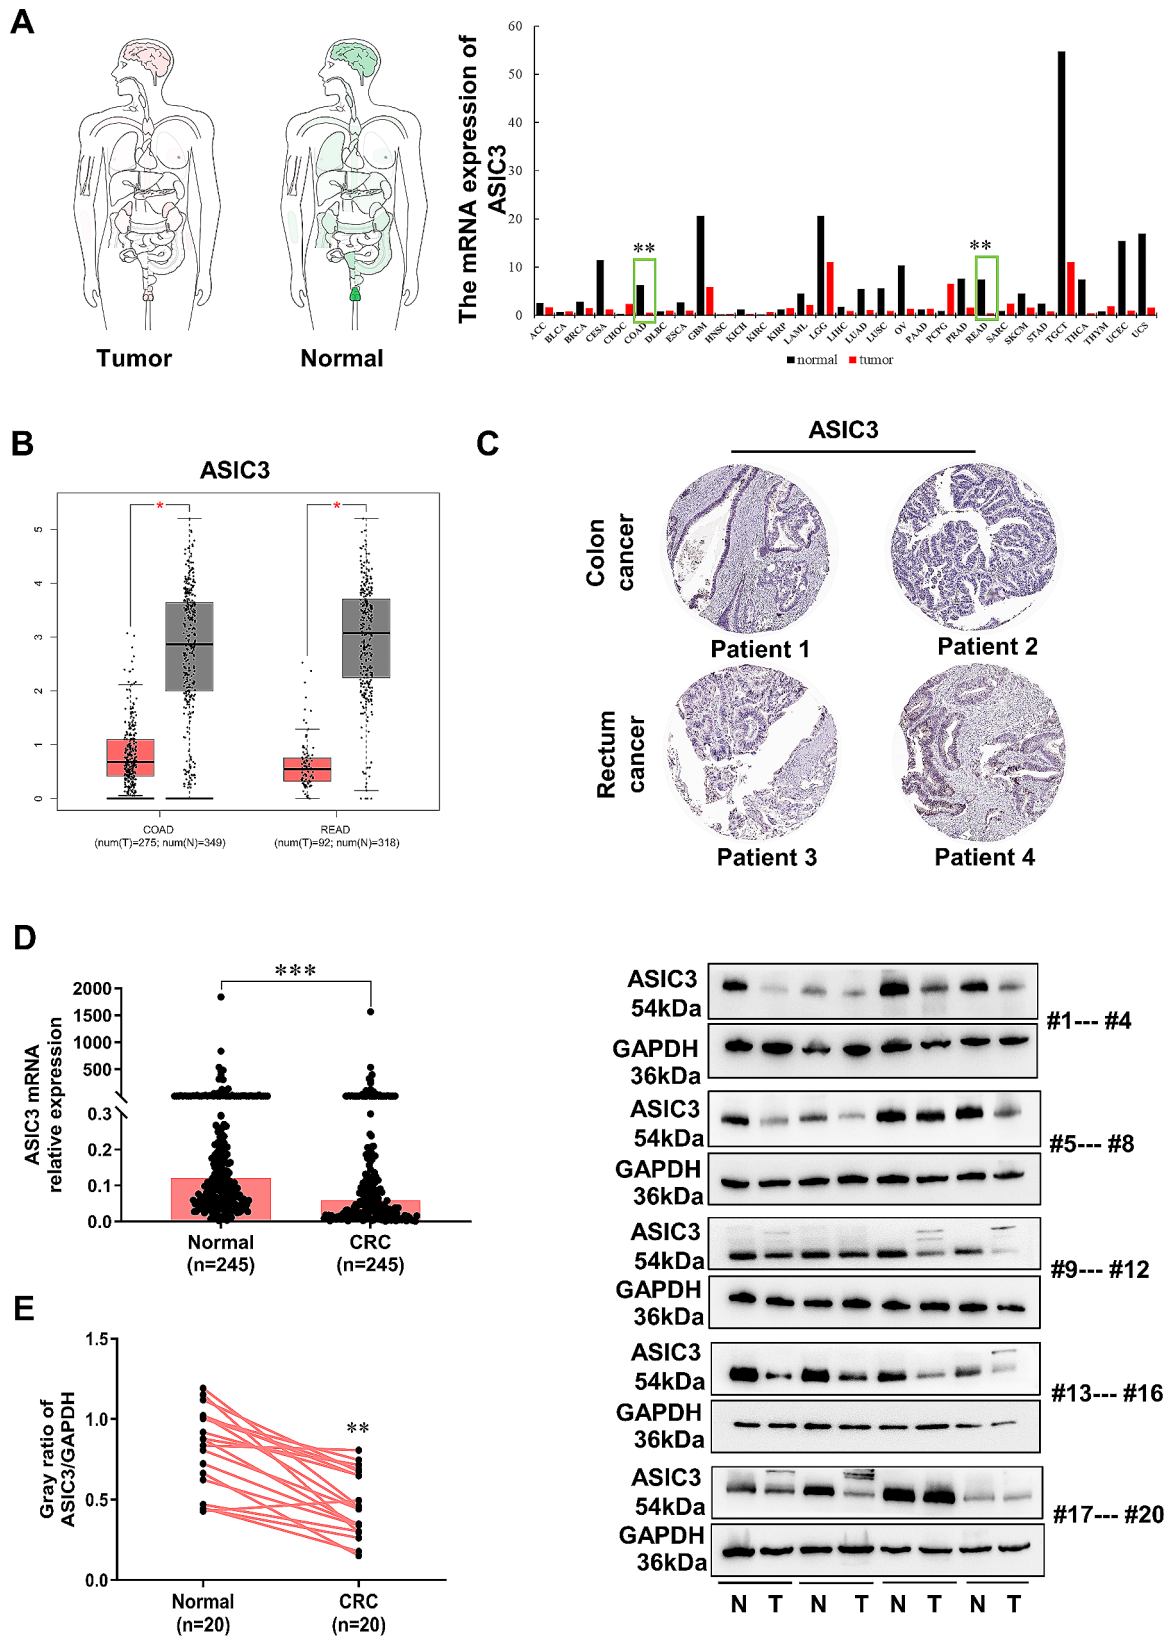 A
Tumor
Normal
The mRNA expression of
ASIC3
60
50
40
30
20
10
0
**
**
ACC
BLCA
BRCA
CESA
CHOC
COAD
DLBC
ESCA
GBM
HNSC
KICH
KIRC
KIRP
LAML
LGG
LIHC
LUAD
LUSC
OV
PAAD
PCPG
PRAD
READ
SARC
SKCM
STAD
TGCT
THCA
THYM
UCEC
UCS
normal
tumor
B
ASIC3
*
*
5
4
3
2
1
0
COAD
(num(T)=275; num(N)=349)
READ
(num(T)=92; num(N)=318)
C
ASIC3
Colon
cancer
Patient 1
Patient 2
Rectum
cancer
Patient 3
Patient 4
D
ASIC3 mRNA
relative expression
2000
1500
1000
500
0.3
0.2
0.1
0.0
***
Normal
(n=245)
CRC
(n=245)
E
Gray ratio of
ASIC3/GAPDH
1.5
1.0
0.5
0.0
**
Normal
(n=20)
CRC
(n=20)
ASIC3
54kDa
GAPDH
36kDa
#1--- #4
ASIC3
54kDa
GAPDH
36kDa
#5--- #8
ASIC3
54kDa
GAPDH
36kDa
#9--- #12
ASIC3
54kDa
GAPDH
36kDa
#13--- #16
ASIC3
54kDa
GAPDH
36kDa
#17--- #20
N T N T N T N T